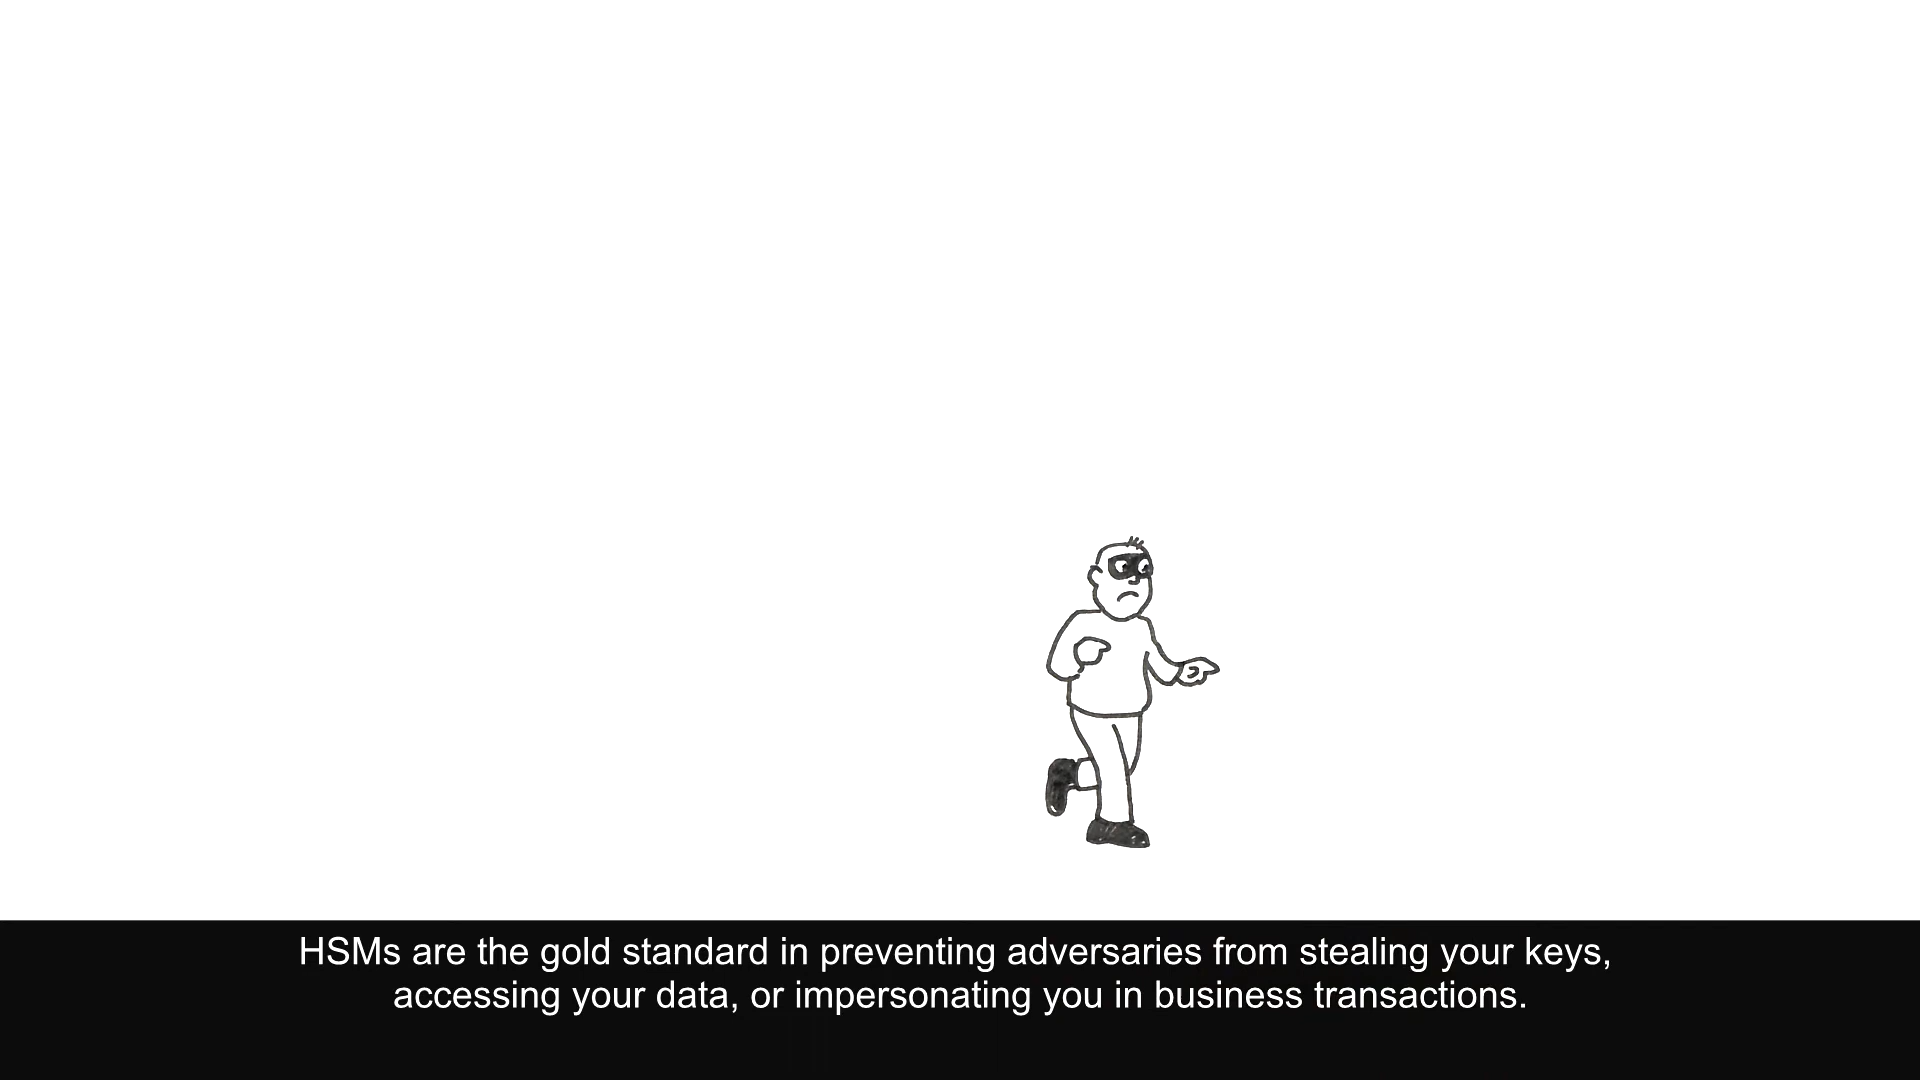 HSMs are the gold standard in preventing adversaries from stealing your keys,
accessing your data, or impersonating you in business transactions.